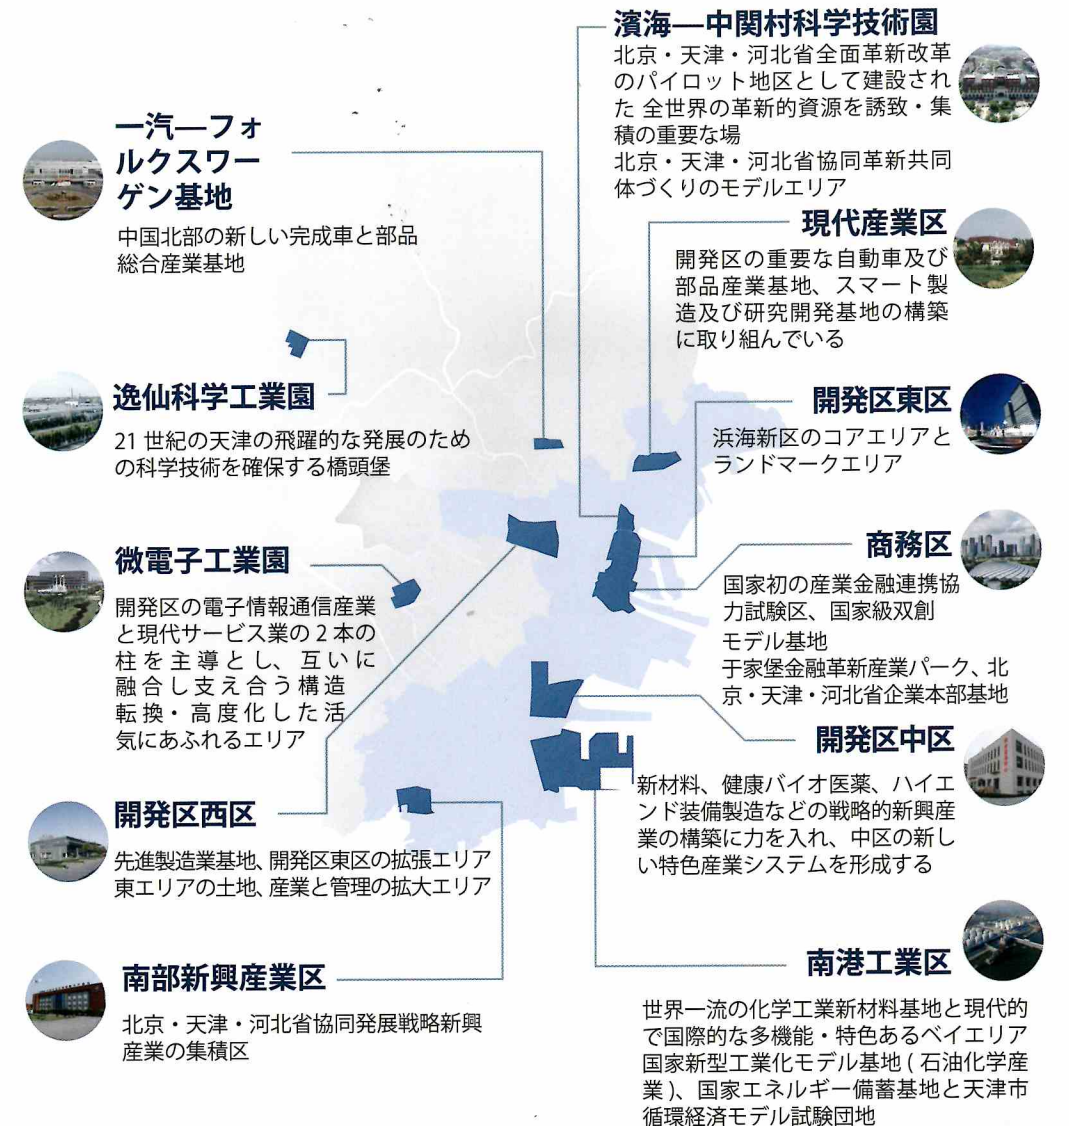 濱海—中関村科学技術園
北京・天津・河北省全面革新改革
のパイロット地区として建設され
た 全世界の革新的資源を誘致・集
積の重要な場
北京・天津・河北省協同革新共同
体づくりのモデルエリア
一汽—フォ
ルクスワー
ゲン基地
中国北部の新しい完成車と部品
総合産業基地
現代産業区
開発区の重要な自動車及び
部品産業基地、スマート製
造及び研究開発基地の構築
に取り組んでいる
逸仙科学工業園
21 世紀の天津の飛躍的な発展のため
の科学技術を確保する橋頭堡
開発区東区
浜海新区のコアエリアと
ランドマークエリア
微電子工業園
開発区の電子情報通信産業
と現代サービス業の 2 本の
柱を主導とし、互いに
融合し支え合う構造
転換・高度化した活
気にあふれるエリア
商務区
国家初の産業金融連携協
力試験区、国家級双創
モデル基地
于家堡金融革新産業パーク、北
京・天津・河北省企業本部基地
開発区中区
新材料、健康バイオ医薬、ハイエ
ンド装備製造などの戦略的新興産
業の構築に力を入れ、中区の新し
い特色産業システムを形成する
開発区西区
先進製造業基地、開発区東区の拡張エリア
東エリアの土地、産業と管理の拡大エリア
南部新興産業区
北京・天津・河北省協同発展戦略新興
産業の集積区
南港工業区
世界一流の化学工業新材料基地と現代的
で国際的な多機能・特色あるベイエリア
国家新型工業化モデル基地 ( 石油化学産
業 )、国家エネルギー備蓄基地と天津市
循環経済モデル試験団地